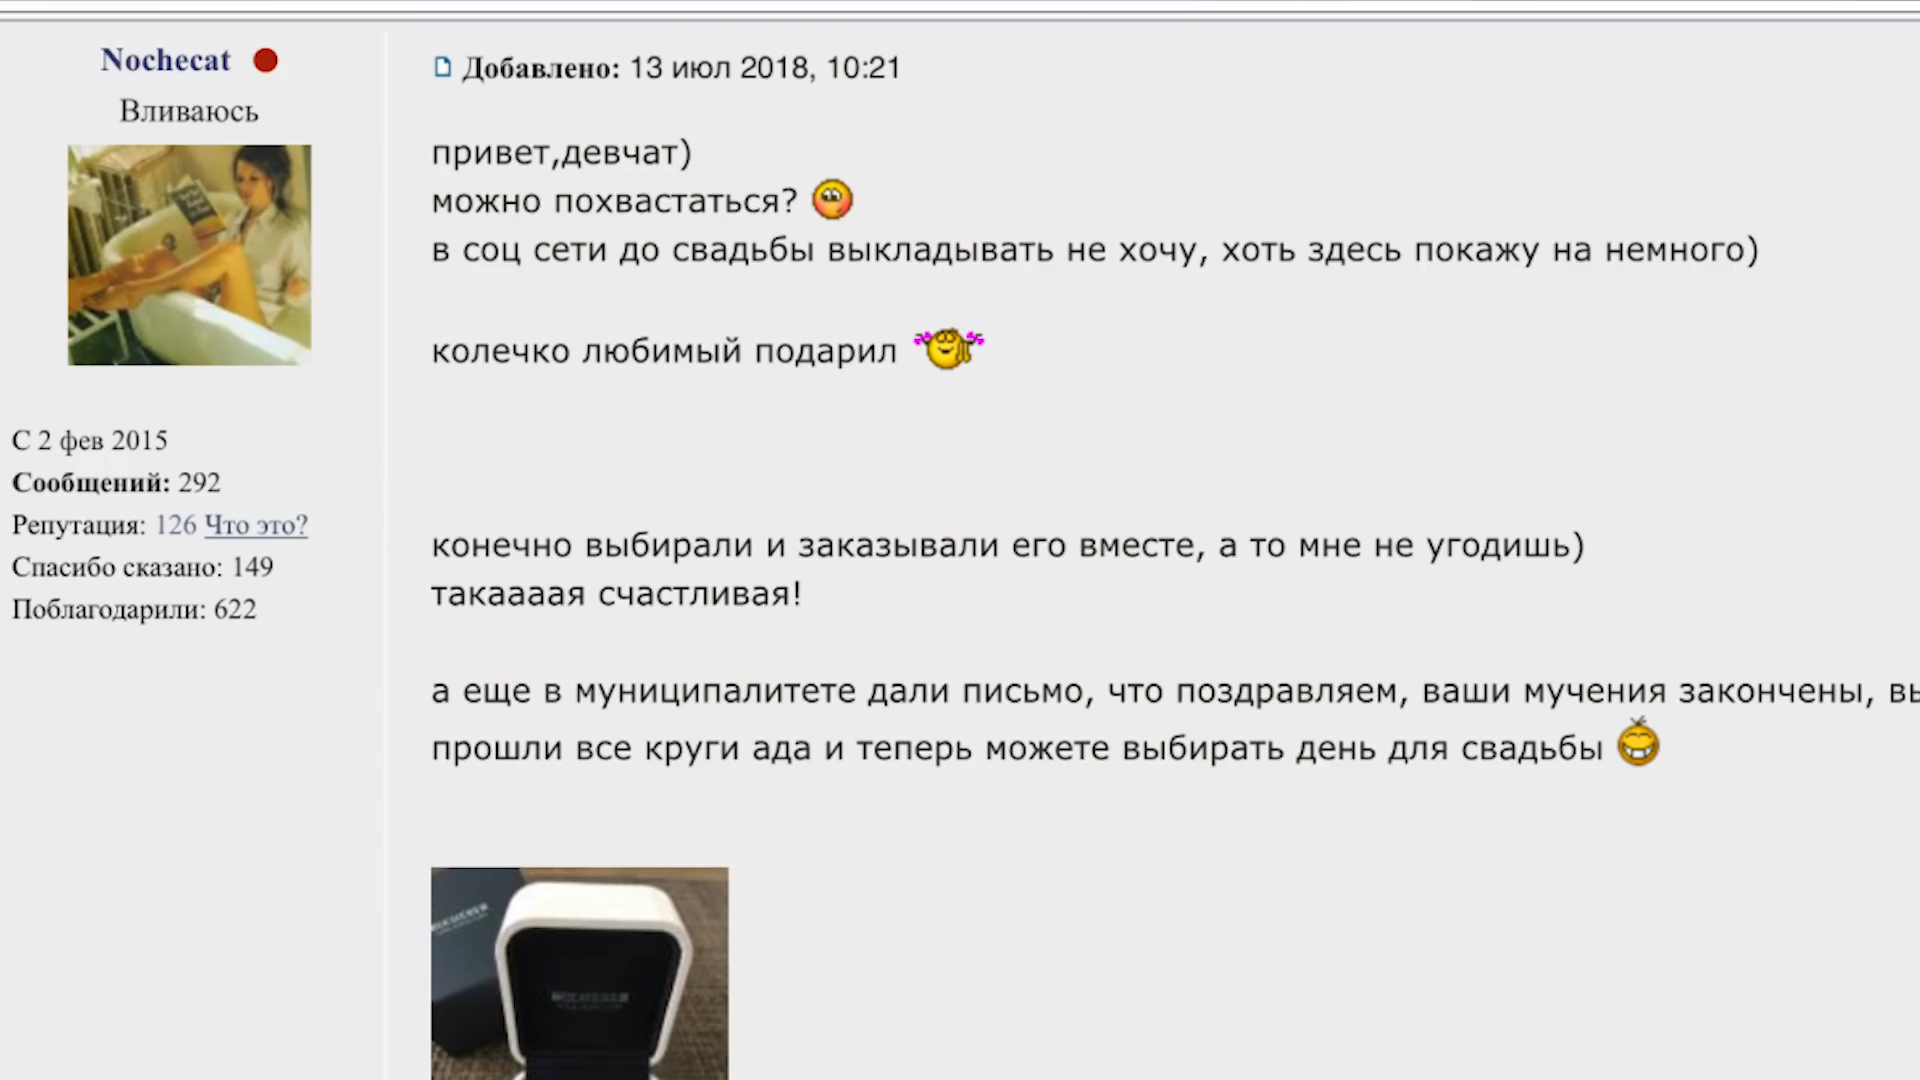 Nochecat
Вливаюсь
С 2 фев 2015
Сообщений: 292
Репутация: 126 Что это?
Спасибо сказано: 149
Поблагодарили: 622
Добавлено: 13 июл 2018, 10:21
привет,девчат)
можно похвастаться?
в соц сети до свадьбы выкладывать не хочу, хоть здесь покажу на немного)
колечко любимый подарил
конечно выбирали и заказывали его вместе, а то мне не угодишь)
такаааая счастливая!
а еще в муниципалитете дали письмо, что поздравляем, ваши мучения закончены, вы
прошли все круги ада и теперь можете выбирать день для свадьбы